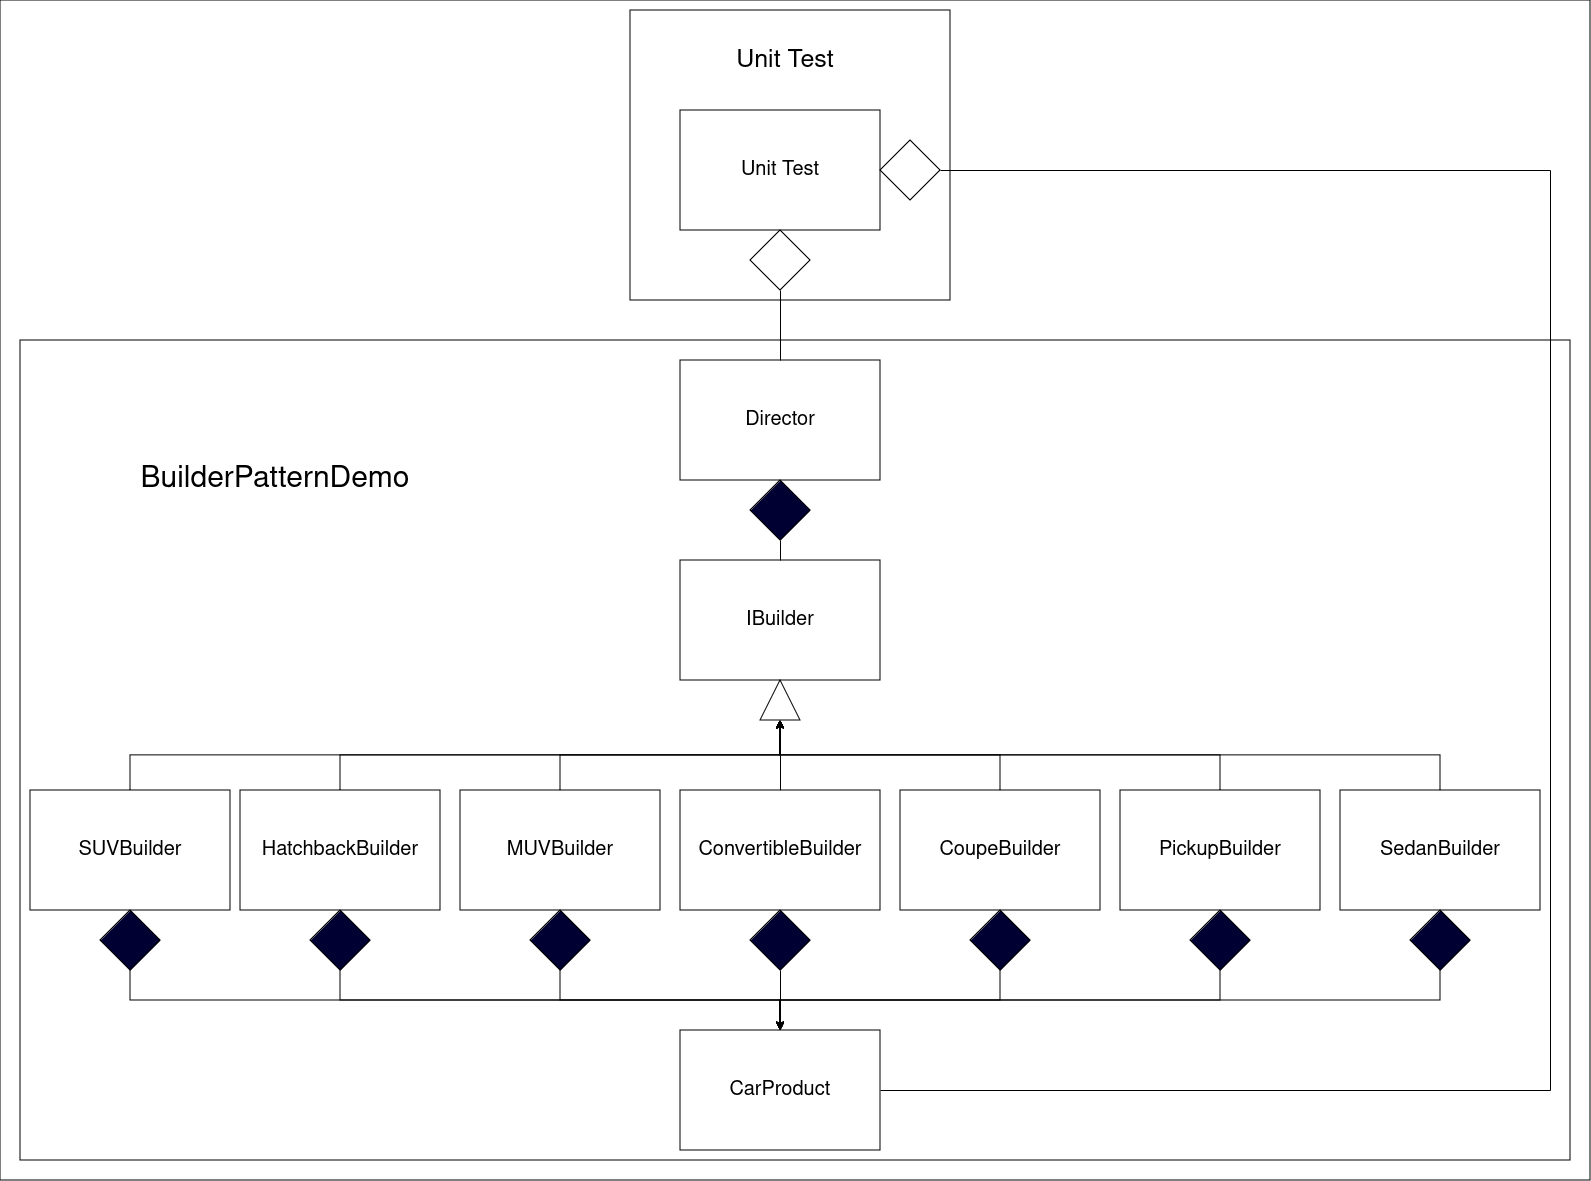 Unit Test
Unit Test
Director
BuilderPatternDemo
IBuilder
SUVBuilder
HatchbackBuilder
MUVBuilder
ConvertibleBuilder
CoupeBuilder
PickupBuilder
SedanBuilder
CarProduct